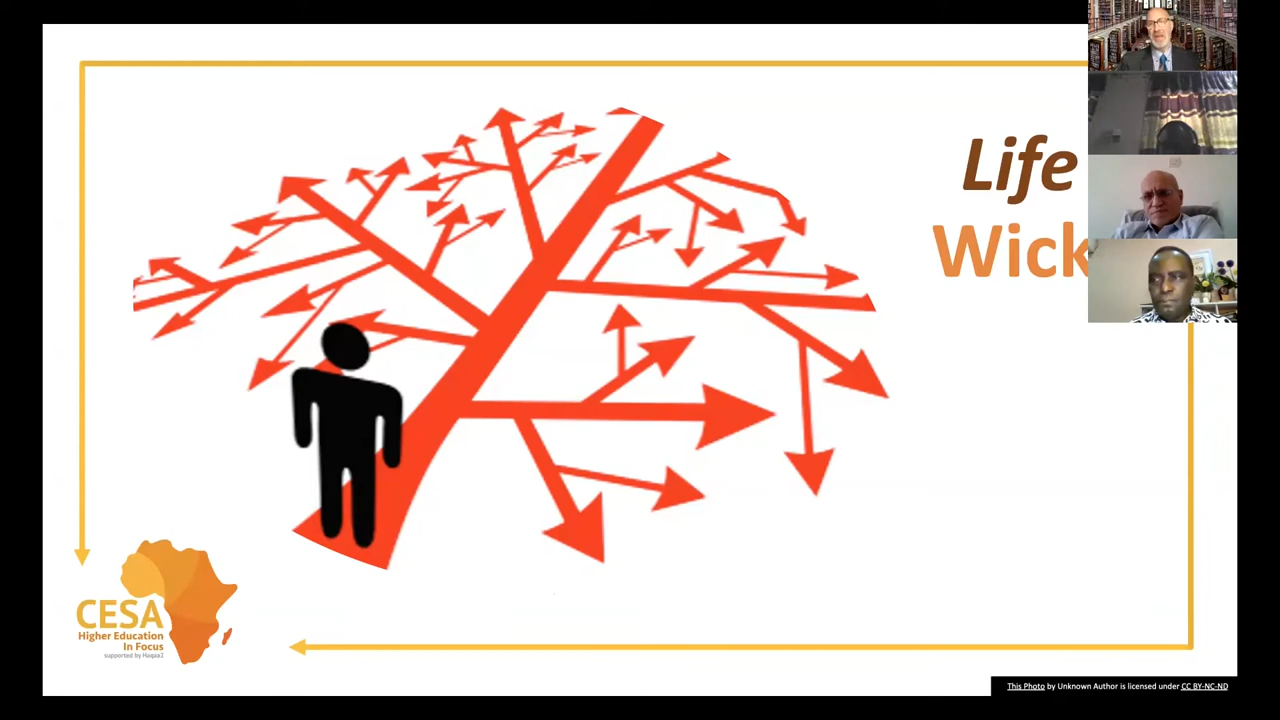 Life
Wick
CESA
Higher Education
In Focus
supported by Haqaa2
This Photo by Unknown Author is licensed under CC BY-NC-ND